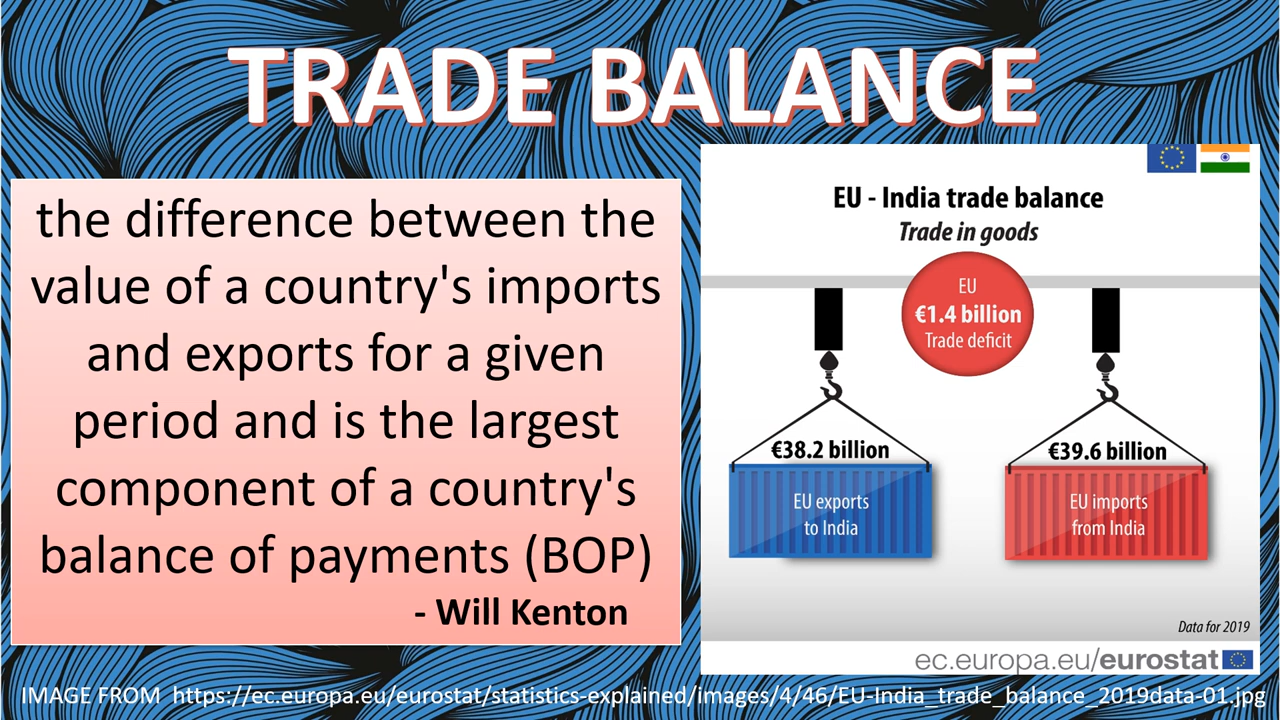 TRADE BALANCE
the difference between the
value of a country's imports
and exports for a given
period and is the largest
component of a country's
balance of payments (BOP)
- Will Kenton
EU - India trade balance
Trade in goods
EU
€1.4 billion
Trade deficit
€38.2 billion
EU exports
to India
€39.6 billion
EU imports
from India
Data for 2019
ec.europa.eu/eurostat
IMAGE FROM https://ec.europa.eu/eurostat/statistics-explained/images/4/46/EU-India_trade_balance_2019data-01.jpg